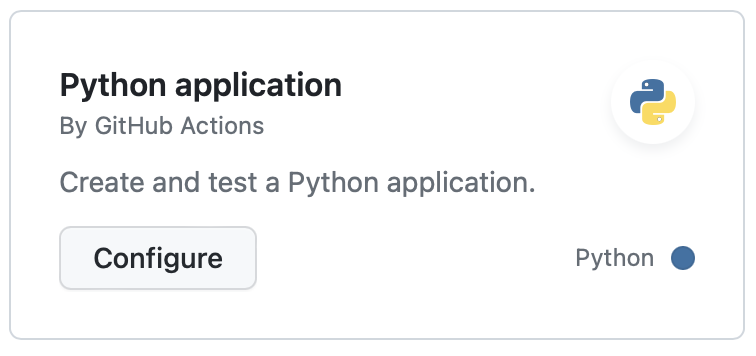 Python application
By GitHub Actions
Create and test a Python application.
Configure
Python